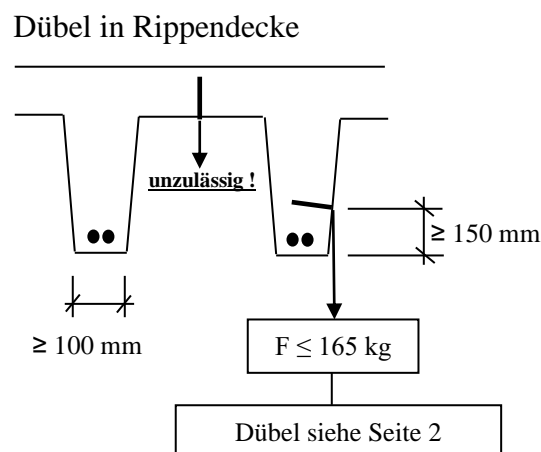 Dübel in Rippendecke
unzulässig !
≥ 150 mm
≥ 100 mm
F ≤ 165 kg
Dübel siehe Seite 2